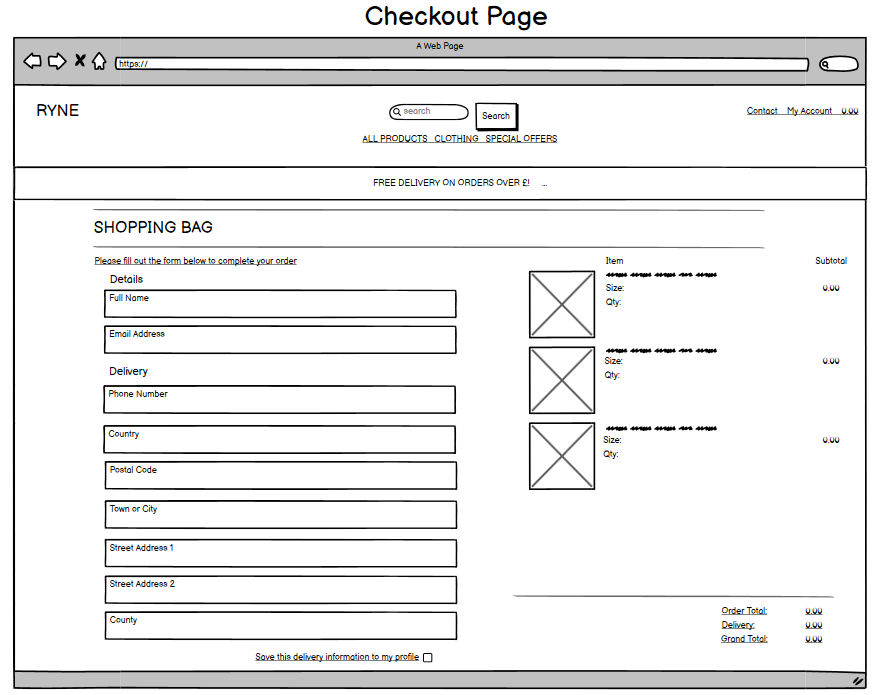 Checkout Page
A Web Page
https://
RYNE
search
Search
Contact My Account 0.00
ALL PRODUCTS CLOTHING SPECIAL OFFERS
FREE DELIVERY ON ORDERS OVER £! ...
SHOPPING BAG
Please fill out the form below to complete your order
Details
Full Name
Email Address
Delivery
Phone Number
Country
Postal Code
Town or City
Street Address 1
Street Address 2
County
Save this delivery information to my profile
Item Subtotal
Size: 0.00
Qty:
Size: 0.00
Qty:
Size: 0.00
Qty:
Order Total: 0.00
Delivery: 0.00
Grand Total: 0.00